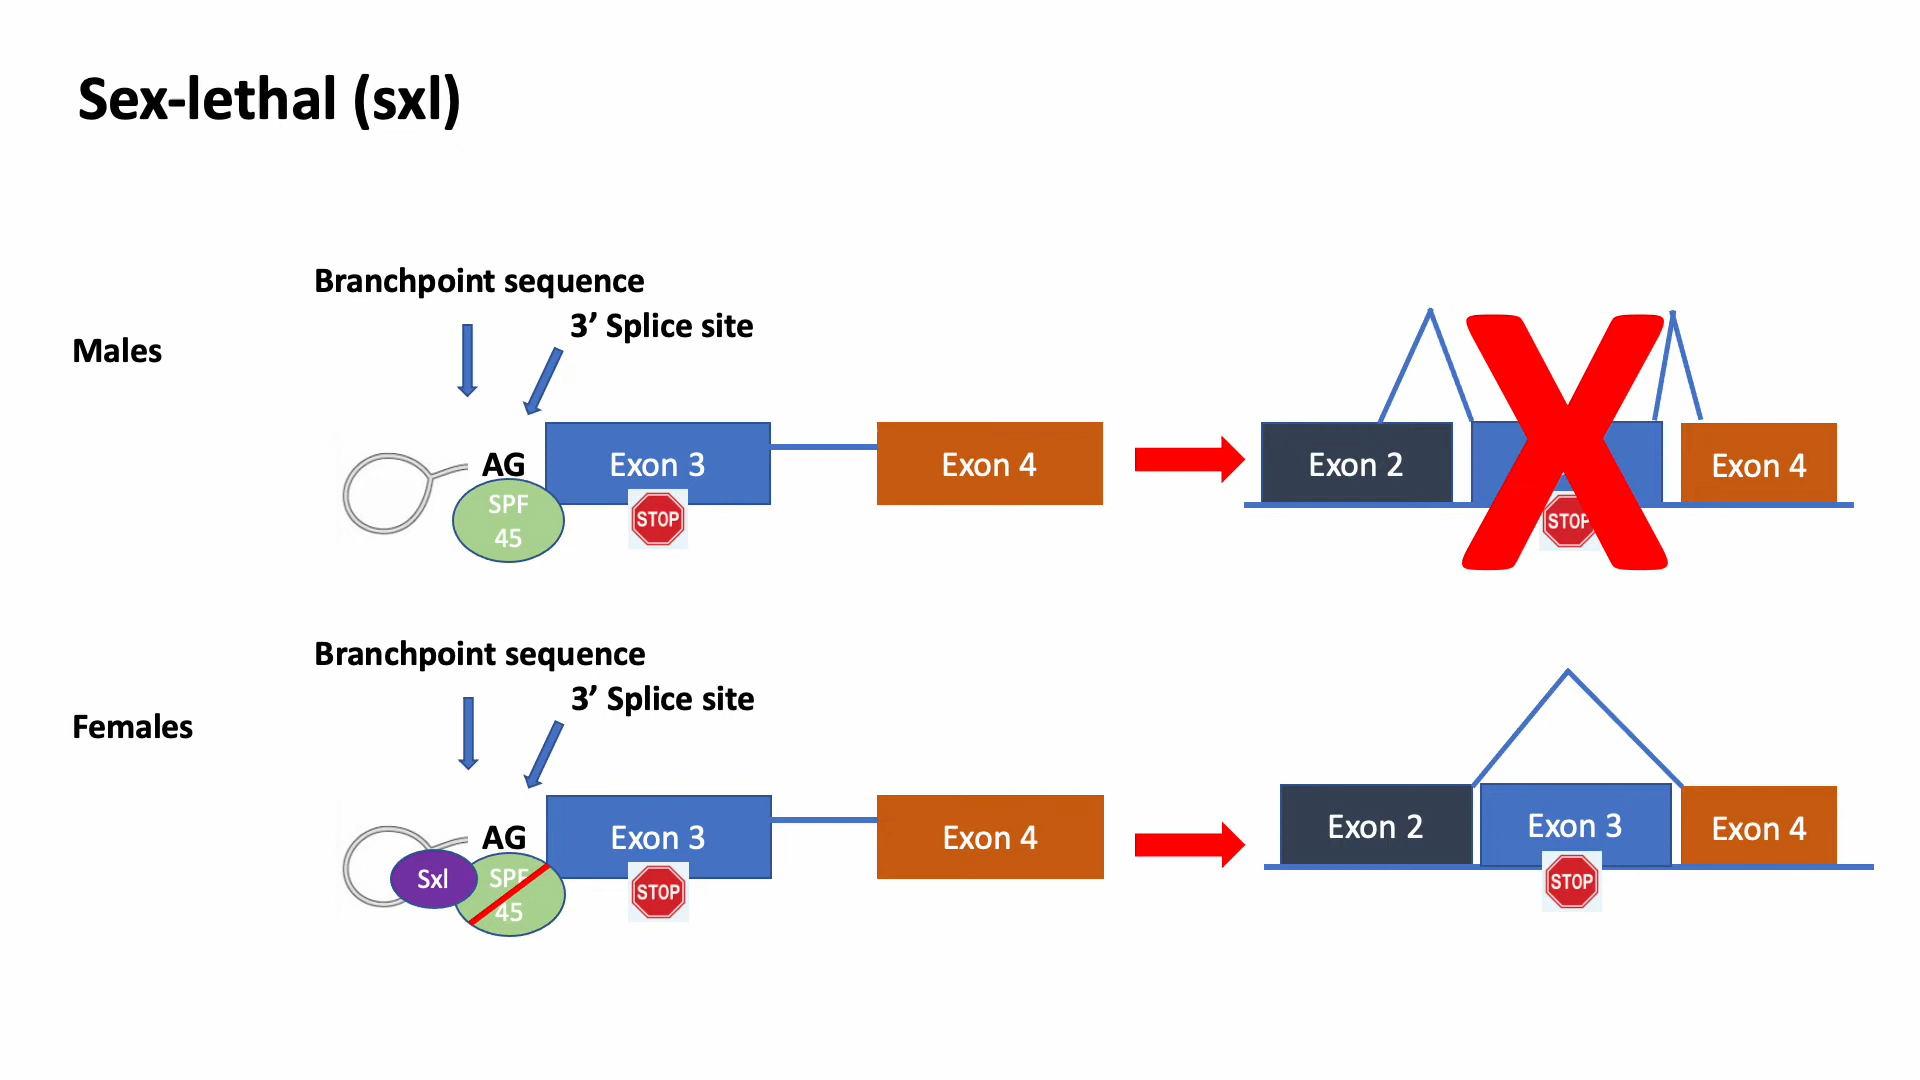 Sex-lethal (sxl)
Branchpoint sequence
3’ Splice site
Males
AG
Exon 3
Exon 4
Exon 2
Exon 4
SPF
45
STOP
STOP
Branchpoint sequence
3’ Splice site
Females
AG
Exon 3
Exon 4
Exon 2
Exon 3
Exon 4
Sxl
SPF
45
STOP
STOP